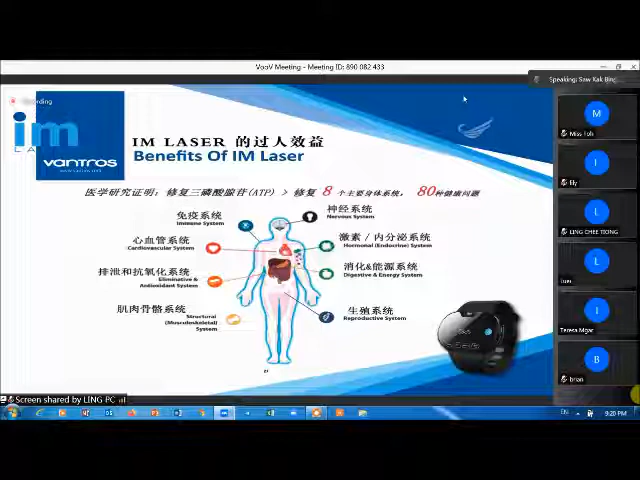 VooV Meeting - Meeting ID: 890 082 433
Speaking: Saw Kak Bing
Recording
im
LA
vantros
IM LASER 的过人效益
Benefits Of IM Laser
医学研究证明: 修复三磷酸腺苷(ATP) > 修复 8 个主要身体系统, 80种健康问题
免疫系统
Immune System
神经系统
Nervous System
心血管系统
Cardiovascular System
激素 / 内分泌系统
Hormonal (Endocrine) System
排泄和抗氧化系统
Eliminative &
Antioxidant System
消化&能源系统
Digestive & Energy System
肌肉骨骼系统
Structural
(Musculoskeletal)
System
生殖系统
Reproductive System
M
Miss Toh
I
lily
L
LING CHEE TIONG
L
I
Teresa Mgar
B
brian
Screen shared by LING PC
EN
9:20 PM